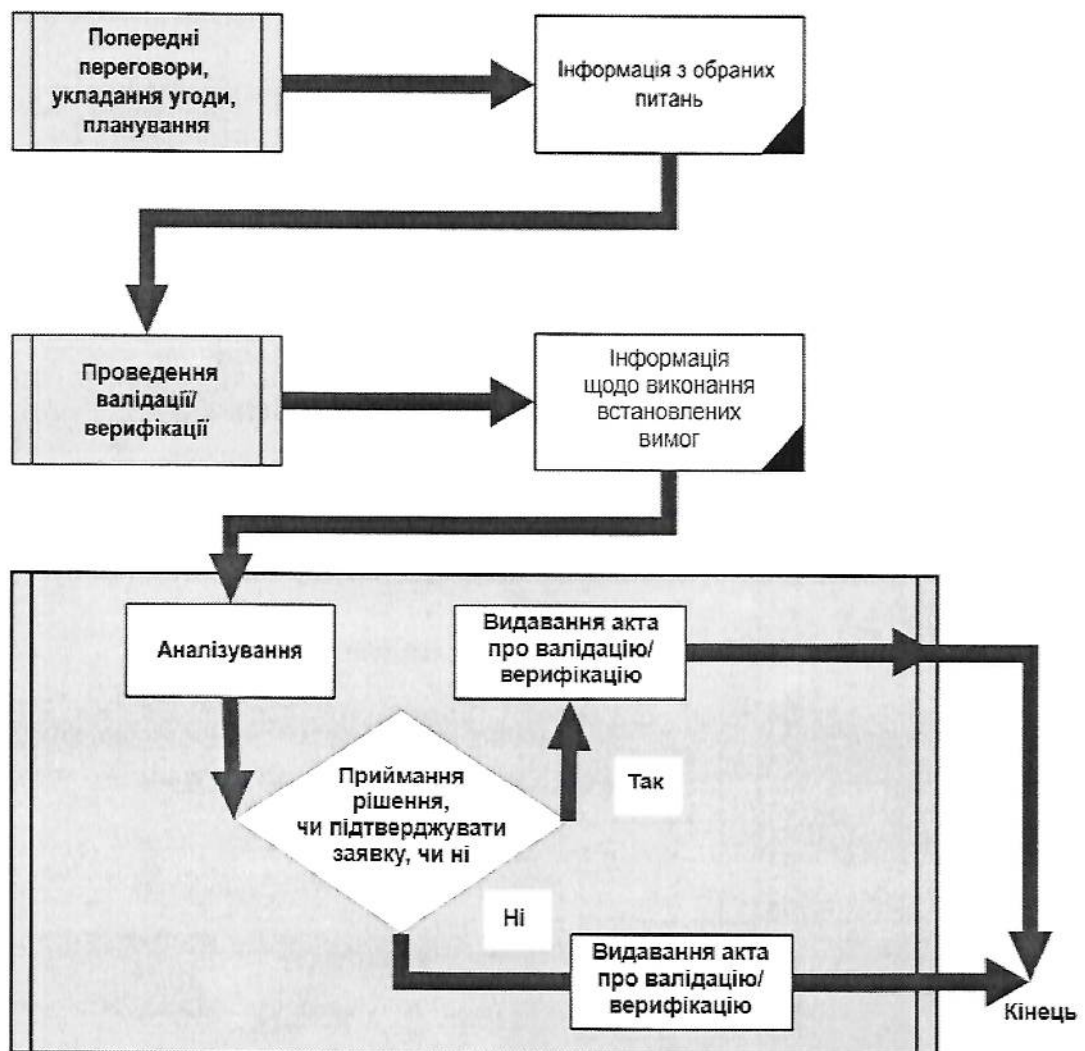 Попередні
переговори,
укладання угоди,
планування
Інформація з обраних
питань
Проведення
валідації/
верифікації
Інформація
щодо виконання
встановлених
вимог
Аналізування
Видавання акта
про валідацію/
верифікацію
Приймання
рішення,
чи підтверджувати
заявку, чи ні
Так
Ні
Видавання акта
про валідацію/
верифікацію
Кінець